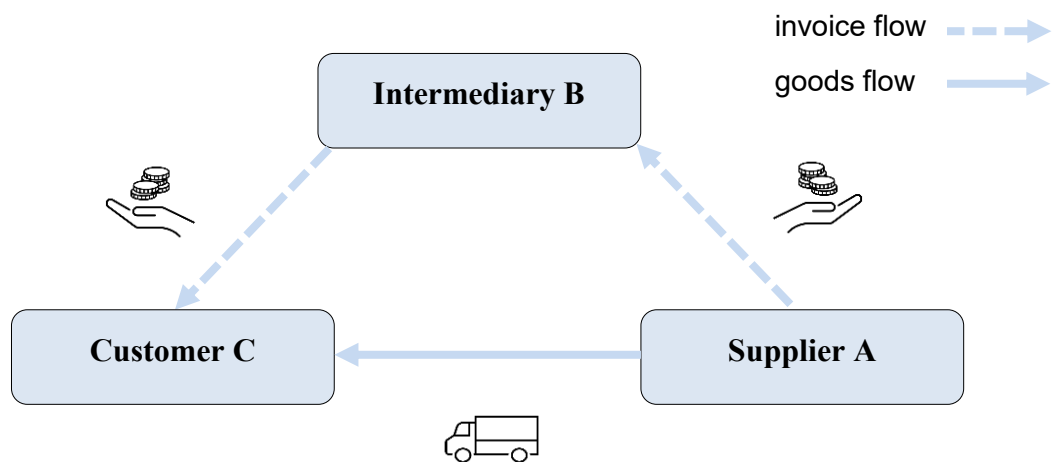 invoice flow
goods flow
Intermediary B
Customer C
Supplier A